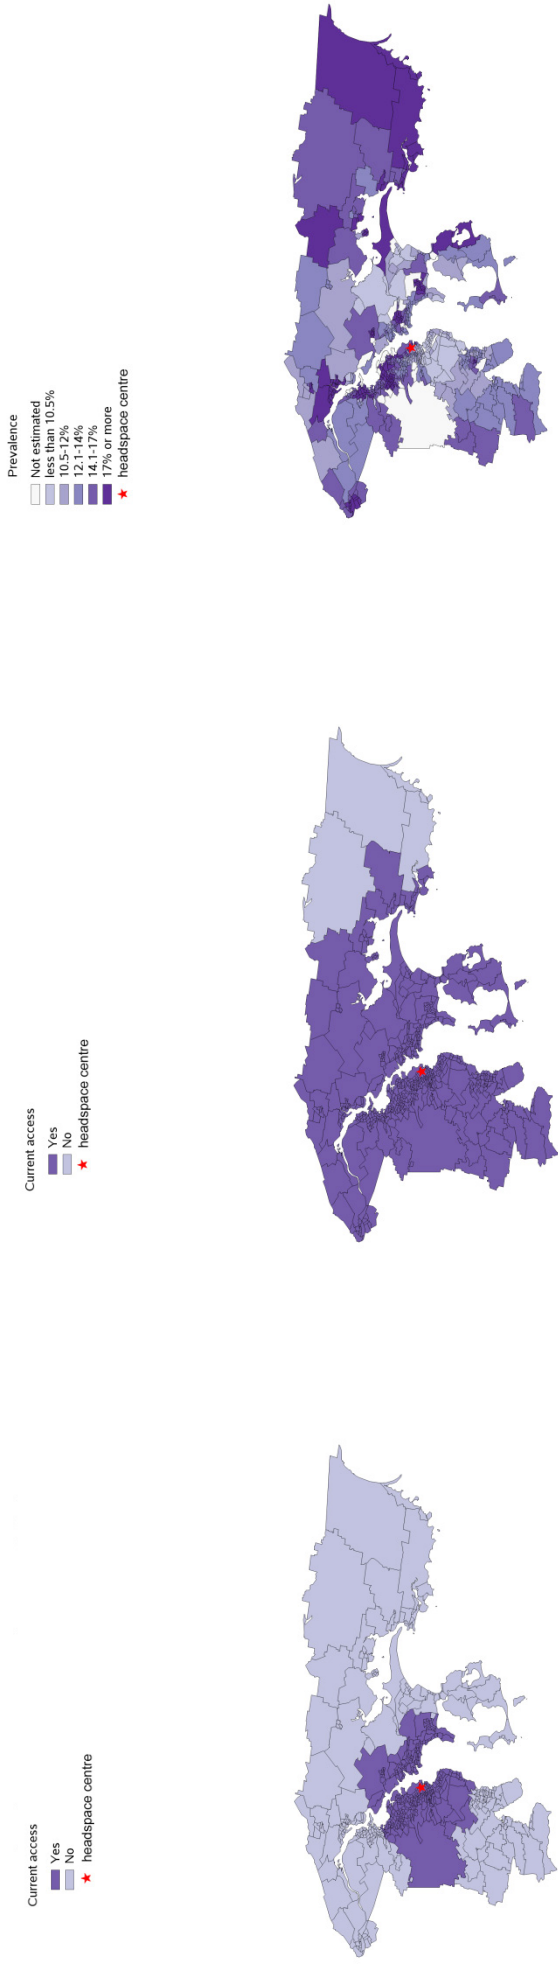 Current access
Yes
No
headspace centre
Current access
Yes
No
headspace centre
Prevalence
Not estimated
less than 10.5%
10.5-12%
12.1-14%
14.1-17%
17% or more
headspace centre